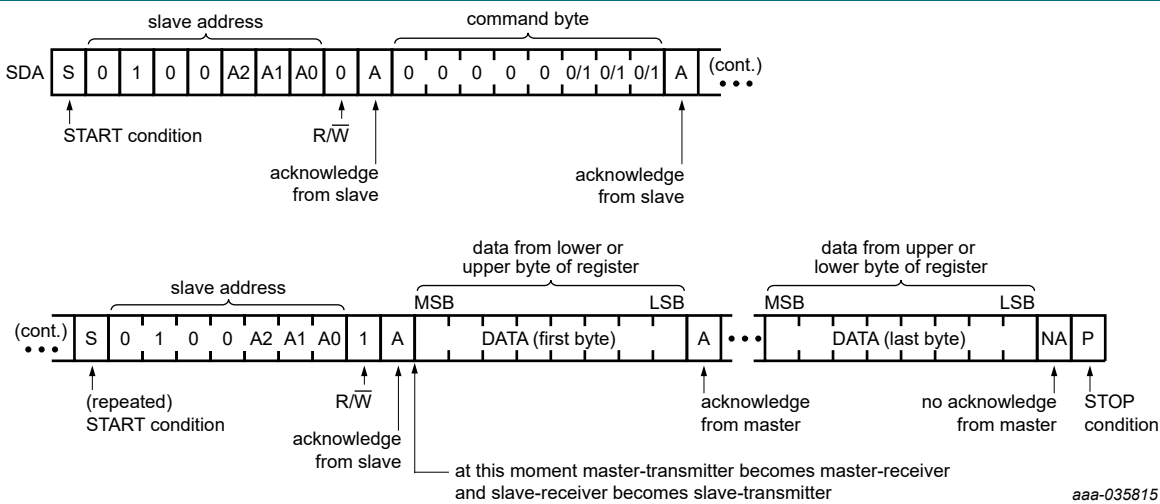 slave address
command byte
SDA S 0 1 0 0 A2 A1 A0 0 A 0 0 0 0 0 0/1 0/1 0/1 A (cont.)
START condition
R/W
acknowledge
from slave
acknowledge
from slave
data from lower or
upper byte of register
data from upper or
lower byte of register
slave address
MSB LSB MSB LSB
(cont.) S 0 1 0 0 A2 A1 A0 1 A DATA (first byte) A DATA (last byte) NA P
(repeated)
START condition
R/W
acknowledge
from slave
acknowledge
from master
no acknowledge
from master
STOP
condition
at this moment master-transmitter becomes master-receiver
and slave-receiver becomes slave-transmitter
aaa-035815